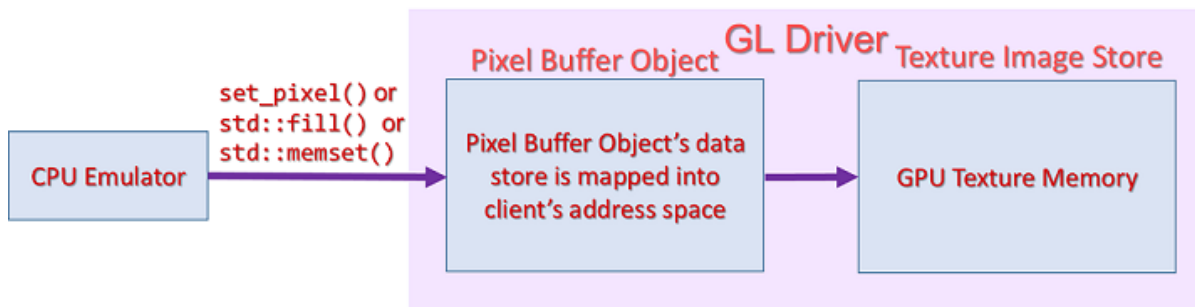 GL Driver
Pixel Buffer Object
Texture Image Store
set_pixel() or
std::fill() or
std::memset()
CPU Emulator
Pixel Buffer Object’s data
store is mapped into
client’s address space
GPU Texture Memory